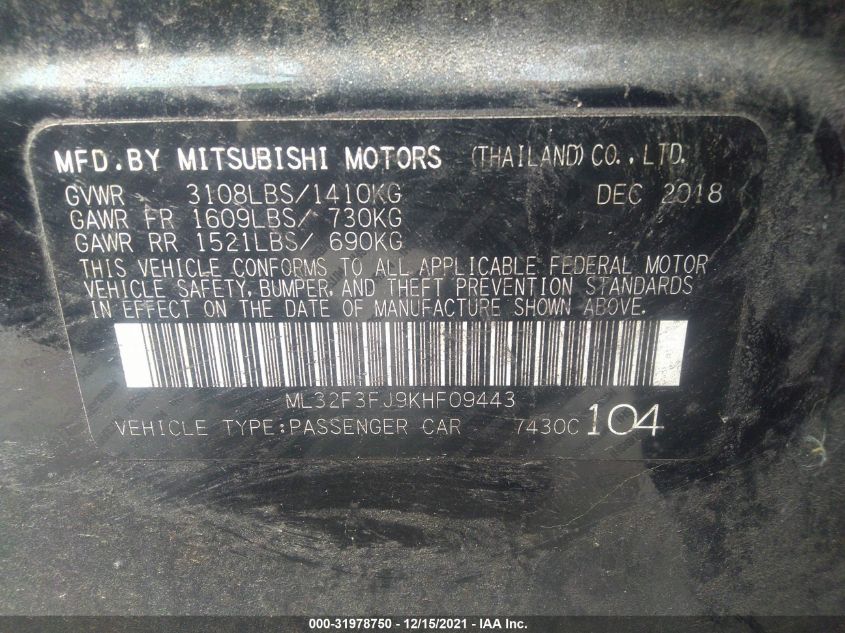 MFD.BY MITSUBISHI MOTORS (THAILAND) CO., LTD.
GVWR 3108LBS/1410KG DEC 2018
GAWR FR 1609LBS/ 730KG
GAWR RR 1521LBS/ 690KG
THIS VEHICLE CONFORMS TO ALL APPLICABLE FEDERAL MOTOR
VEHICLE SAFETY, BUMPER, AND THEFT PREVENTION STANDARDS
IN EFFECT ON THE DATE OF MANUFACTURE SHOWN ABOVE.
ML32F3FJ9KHF09443
VEHICLE TYPE:PASSENGER CAR 7430C 104
000-31978750 - 12/15/2021 - IAA Inc.